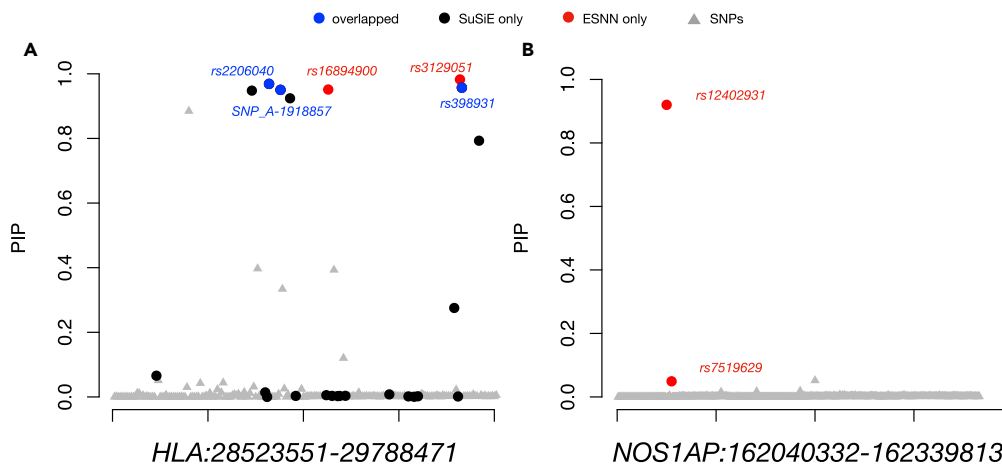 overlapped SuSiE only ESNN only SNPs
A
B
rs2206040 rs16894900 rs3129051
SNP_A-1918857 rs398931
rs12402931
rs7519629
PIP
1.0
0.8
0.6
0.4
0.2
0.0
PIP
1.0
0.8
0.6
0.4
0.2
0.0
HLA:28523551-29788471
NOS1AP:162040332-162339813